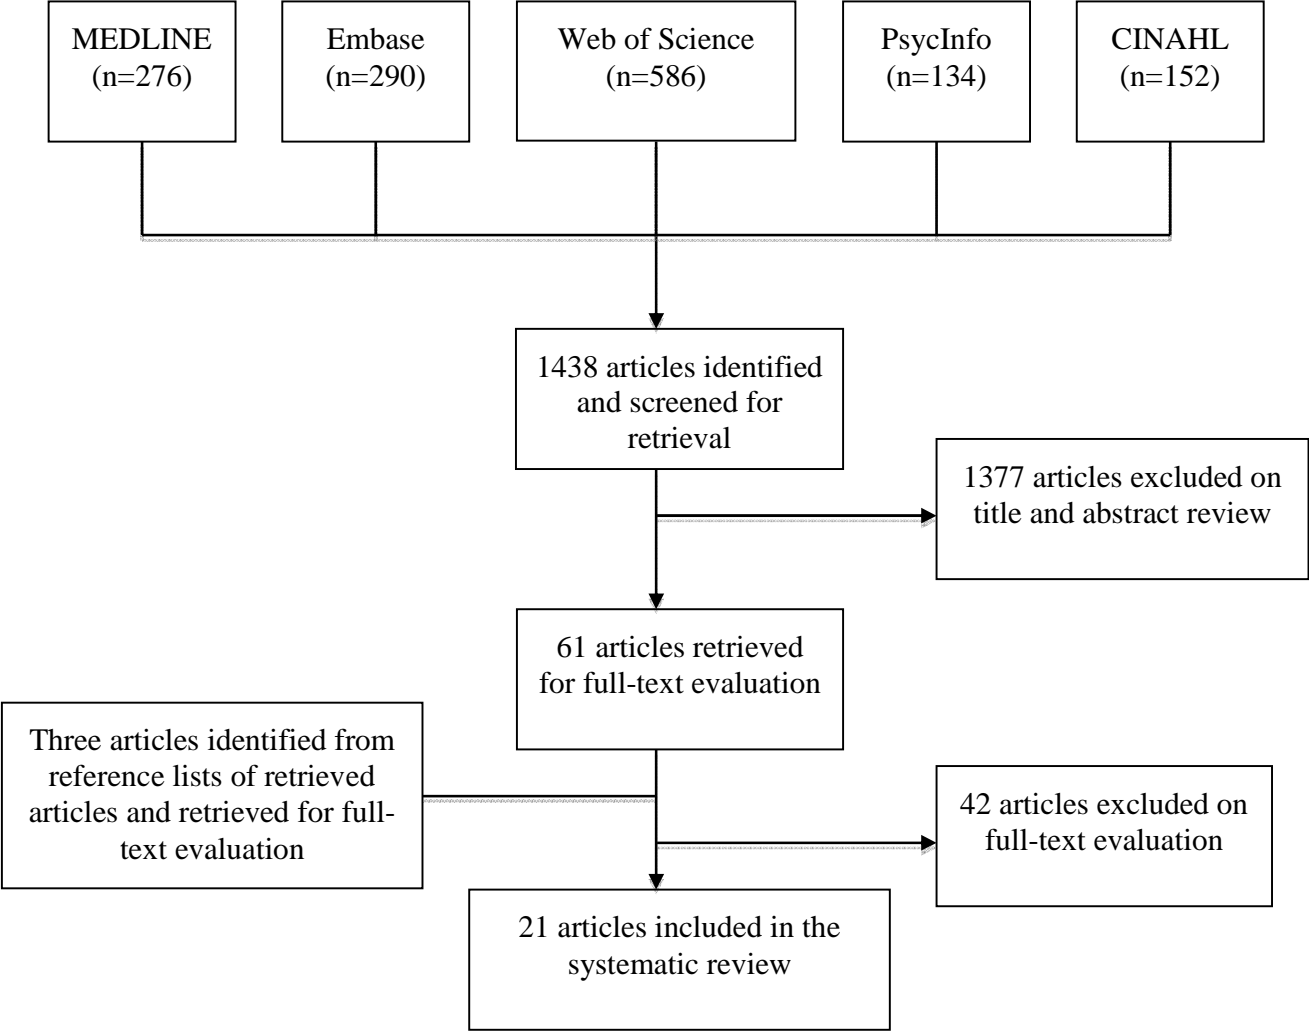 MEDLINE
(n=276)
Embase
(n=290)
Web of Science
(n=586)
PsycInfo
(n=134)
CINAHL
(n=152)
1438 articles identified
and screened for
retrieval
1377 articles excluded on
title and abstract review
61 articles retrieved
for full-text evaluation
Three articles identified from
reference lists of retrieved
articles and retrieved for full-
text evaluation
42 articles excluded on
full-text evaluation
21 articles included in the
systematic review